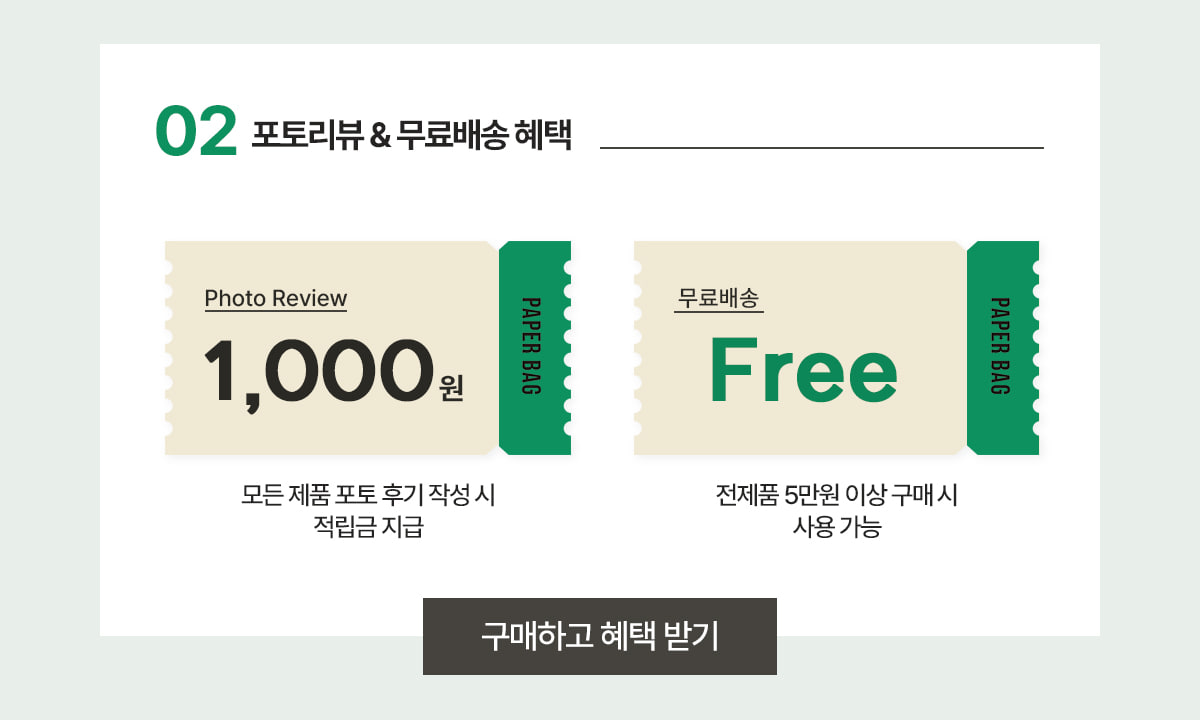 02 포토리뷰 & 무료배송 혜택
Photo Review
1,000원
PAPER BAG
모든 제품 포토 후기 작성 시
적립금 지급
무료배송
Free
PAPER BAG
전제품 5만원 이상 구매 시
사용 가능
구매하고 혜택 받기